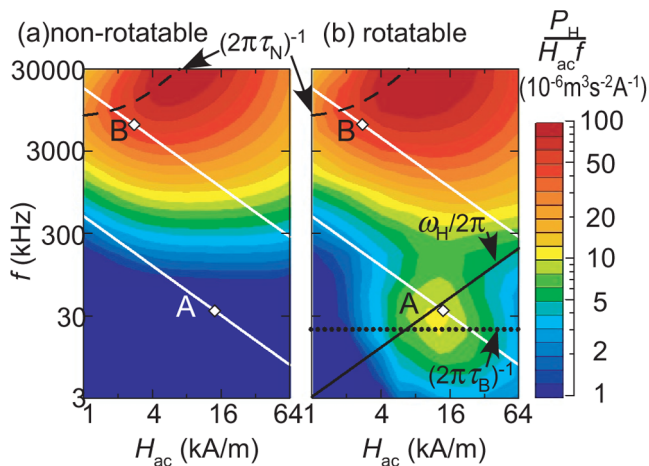 (a)non-rotatable
(2πτN)-1
(b) rotatable
PH
Hacf
(10-6m3s-2A-1)
30000
3000
300
30
3
f (kHz)
B
A
1
4
16
64
Hac (kA/m)
B
ωH/2π
A
(2πτB)-1
1
4
16
64
Hac (kA/m)
100
50
20
10
5
2
1